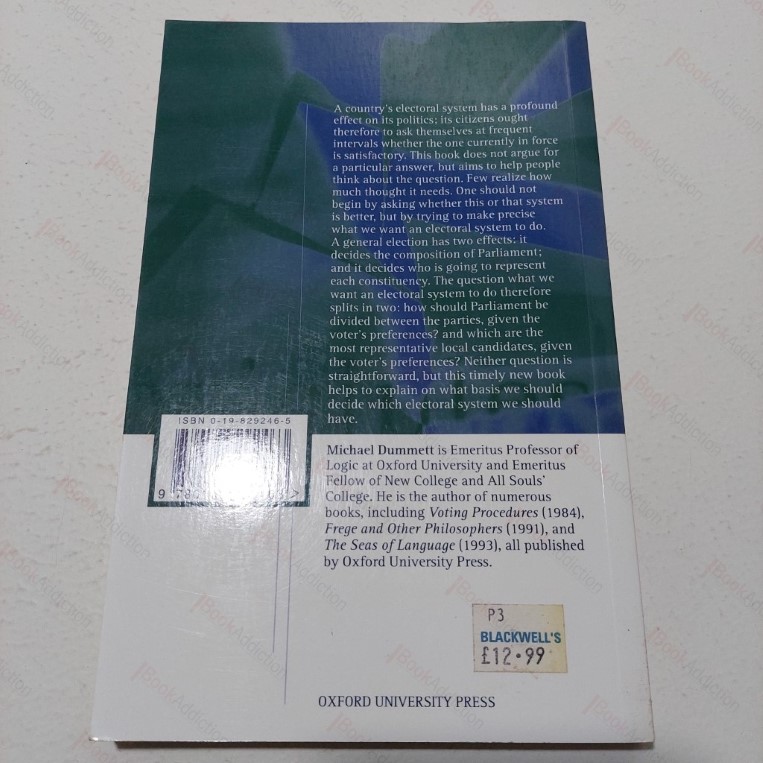 A country's electoral system has a profound
effect on its politics; its citizens ought
therefore to ask themselves at frequent
intervals whether the one currently in force
is satisfactory. This book does not argue for
a particular answer, but aims to help people
think about the question. Few realize how
much thought it needs. One should not
begin by asking whether this or that system
is better, but by trying to make precise
what we want an electoral system to do.
A general election has two effects: it
decides the composition of Parliament;
and it decides who is going to represent
each constituency. The question what we
want an electoral system to do therefore
splits in two: how should Parliament be
divided between the parties, given the
voter's preferences? and which are the
most representative local candidates, given
the voter's preferences? Neither question is
straightforward, but this timely new book
helps to explain on what basis we should
decide which electoral system we should
have.
ISBN 0-19-829246-5
Michael Dummett is Emeritus Professor of
Logic at Oxford University and Emeritus
Fellow of New College and All Souls'
College. He is the author of numerous
books, including Voting Procedures (1984),
Frege and Other Philosophers (1991), and
The Seas of Language (1993), all published
by Oxford University Press.
P3
BLACKWELL'S
£12·99
OXFORD UNIVERSITY PRESS
BookAddiction